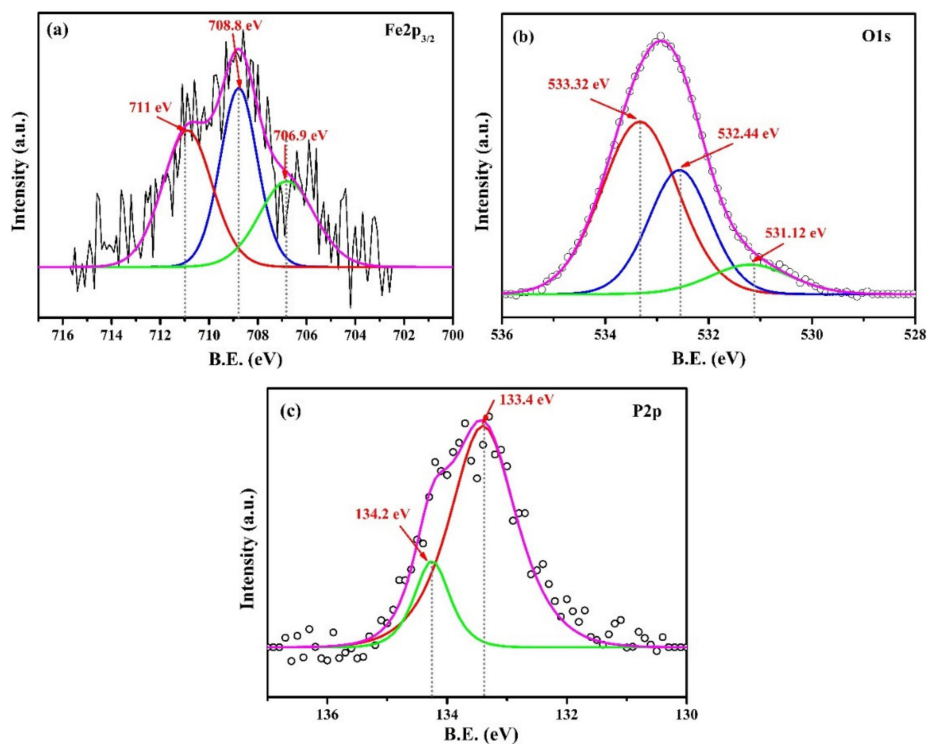 (a)
Fe2p3/2
708.8 eV
711 eV
706.9 eV
Intensity (a.u.)
716 714 712 710 708 706 704 702 700
B.E. (eV)
(b)
O1s
533.32 eV
532.44 eV
531.12 eV
Intensity (a.u.)
536 534 532 530 528
B.E. (eV)
(c)
P2p
133.4 eV
134.2 eV
Intensity (a.u.)
136 134 132 130
B.E. (eV)